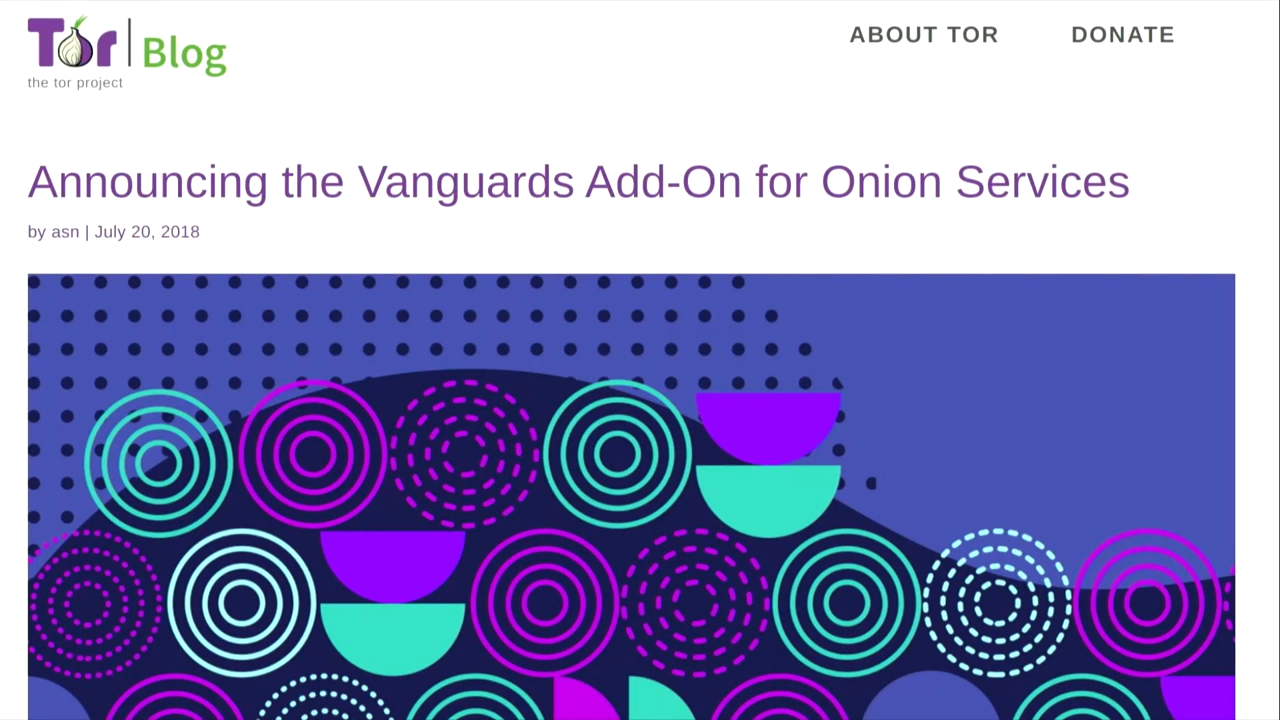 Tor Blog
the tor project
ABOUT TOR
DONATE
Announcing the Vanguards Add-On for Onion Services
by asn | July 20, 2018